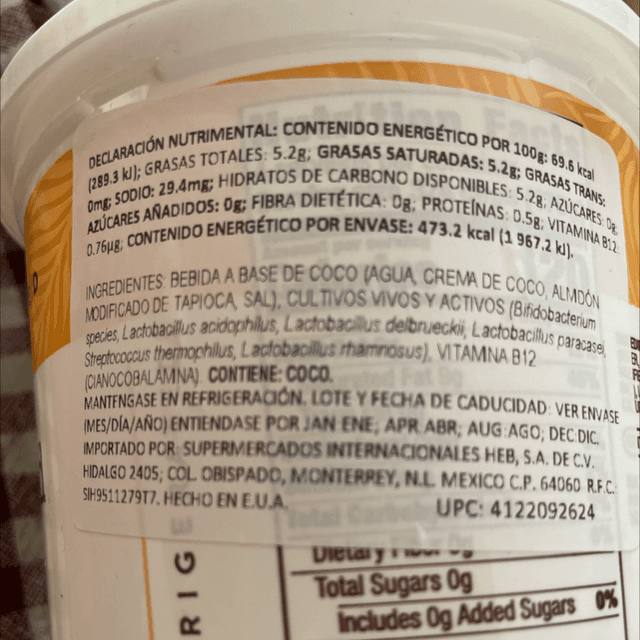 DECLARACIÓN NUTRIMENTAL: CONTENIDO ENERGÉTICO POR 100g: 69.6 kcal
(289.3 kJ); GRASAS TOTALES: 5.2g; GRASAS SATURADAS: 5.2g; GRASAS TRANS:
0mg; SODIO: 29.4mg; HIDRATOS DE CARBONO DISPONIBLES: 5.2g, AZÚCARES: 0g,
AZÚCARES AÑADIDOS: 0g; FIBRA DIETÉTICA: 0g; PROTEÍNAS: 0.5g; VITAMINA B12:
0.76µg; CONTENIDO ENERGÉTICO POR ENVASE: 473.2 kcal (1 967.2 kJ).
INGREDIENTES: BEBIDA A BASE DE COCO (AGUA, CREMA DE COCO, ALMIDÓN
MODIFICADO DE TAPIOCA, SAL), CULTIVOS VIVOS Y ACTIVOS (Bifidobacterium
species, Lactobacillus acidophilus, Lactobacillus delbrueckii, Lactobacillus paracasei,
Streptococcus thermophilus, Lactobacillus rhamnosus), VITAMINA B12
(CIANOCOBALAMNA). CONTIENE: COCO.
MANTENGASE EN REFRIGERACIÓN. LOTE Y FECHA DE CADUCIDAD: VER ENVASE
(MES/DÍA/AÑO) ENTIENDASE POR JAN:ENE; APR:ABR; AUG:AGO; DEC:DIC.
IMPORTADO POR: SUPERMERCADOS INTERNACIONALES HEB, S.A. DE C.V.
HIDALGO 2405; COL. OBISPADO, MONTERREY, N.L. MEXICO C.P. 64060 R.F.C.
SIH9511279T7. HECHO EN E.U.A.
UPC: 4122092624
Nutrition Facts
Dietary Fiber 0g
Total Sugars 0g
Includes 0g Added Sugars 0%
RIG